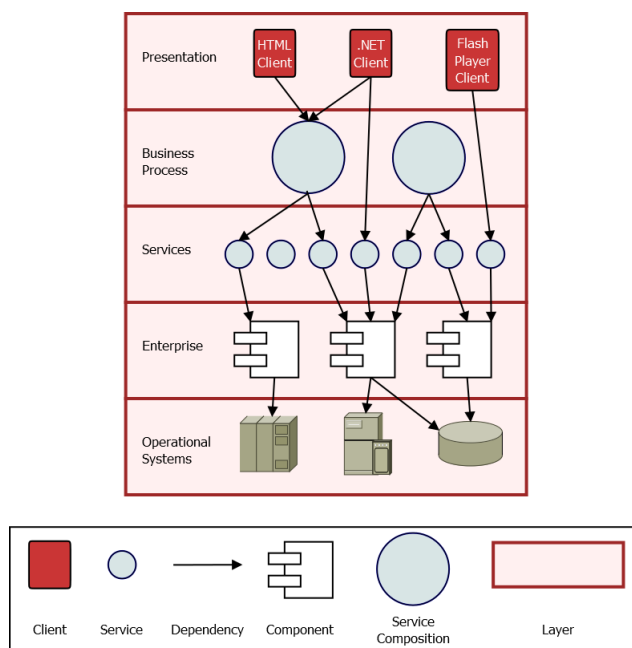 Presentation
HTML
Client
.NET
Client
Flash
Player
Client
Business
Process
Services
Enterprise
Operational
Systems
Client
Service
Dependency
Component
Service
Composition
Layer